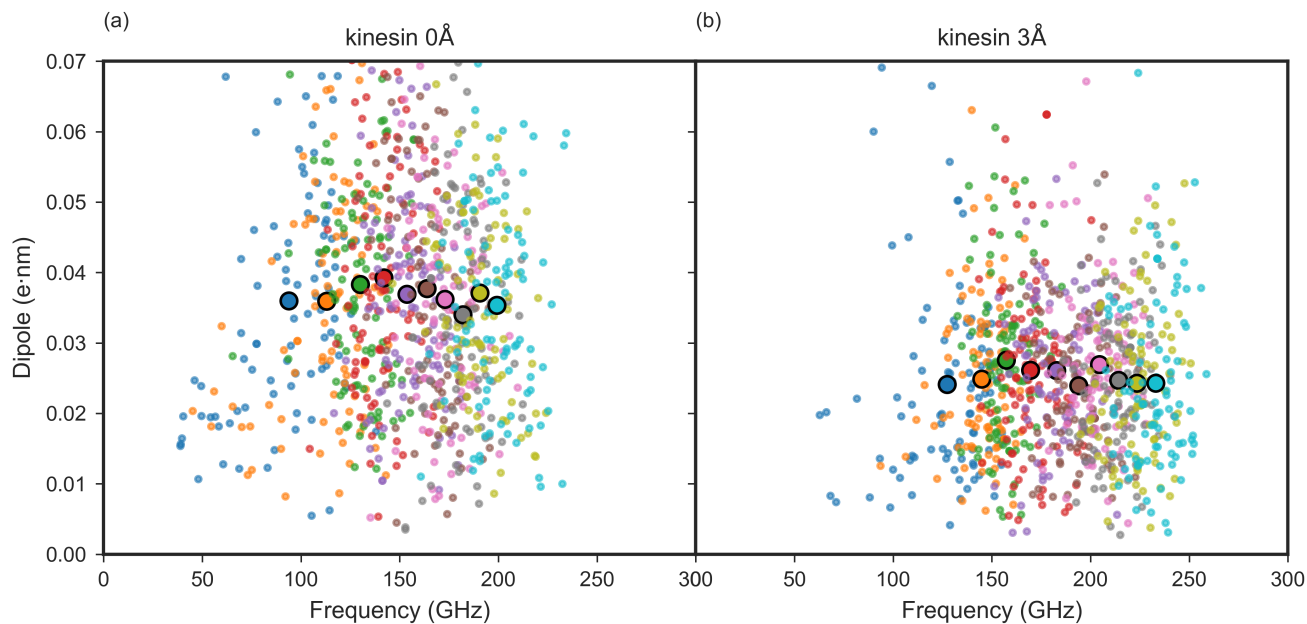 (a)
kinesin 0Å
(b)
kinesin 3Å
0.07
0.06
0.05
0.04
0.03
0.02
0.01
0.00
Dipole (e·nm)
0 50 100 150 200 250 300 50 100 150 200 250 300
Frequency (GHz)
Frequency (GHz)